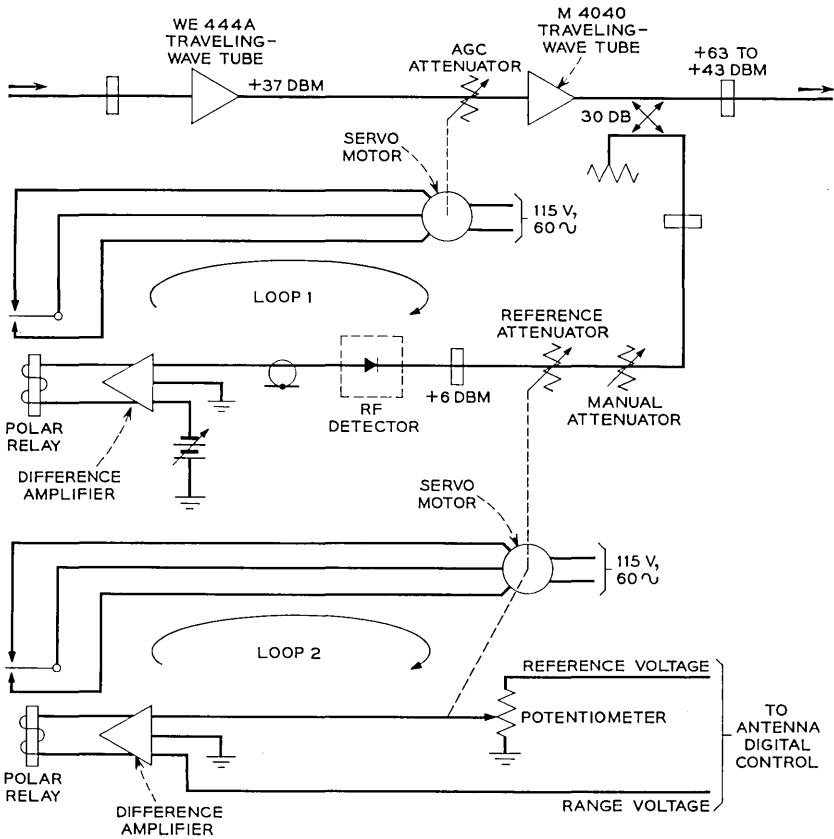 WE 444A
TRAVELING-
WAVE TUBE
+37 DBM
AGC
ATTENUATOR
M 4040
TRAVELING-
WAVE TUBE
+63 TO
+43 DBM
30 DB
SERVO
MOTOR
115 V,
60 ~
LOOP 1
REFERENCE
ATTENUATOR
MANUAL
ATTENUATOR
+6 DBM
RF
DETECTOR
POLAR
RELAY
DIFFERENCE
AMPLIFIER
SERVO
MOTOR
115 V,
60 ~
LOOP 2
REFERENCE VOLTAGE
POTENTIOMETER
TO
ANTENNA
DIGITAL
CONTROL
RANGE VOLTAGE
POLAR
RELAY
DIFFERENCE
AMPLIFIER